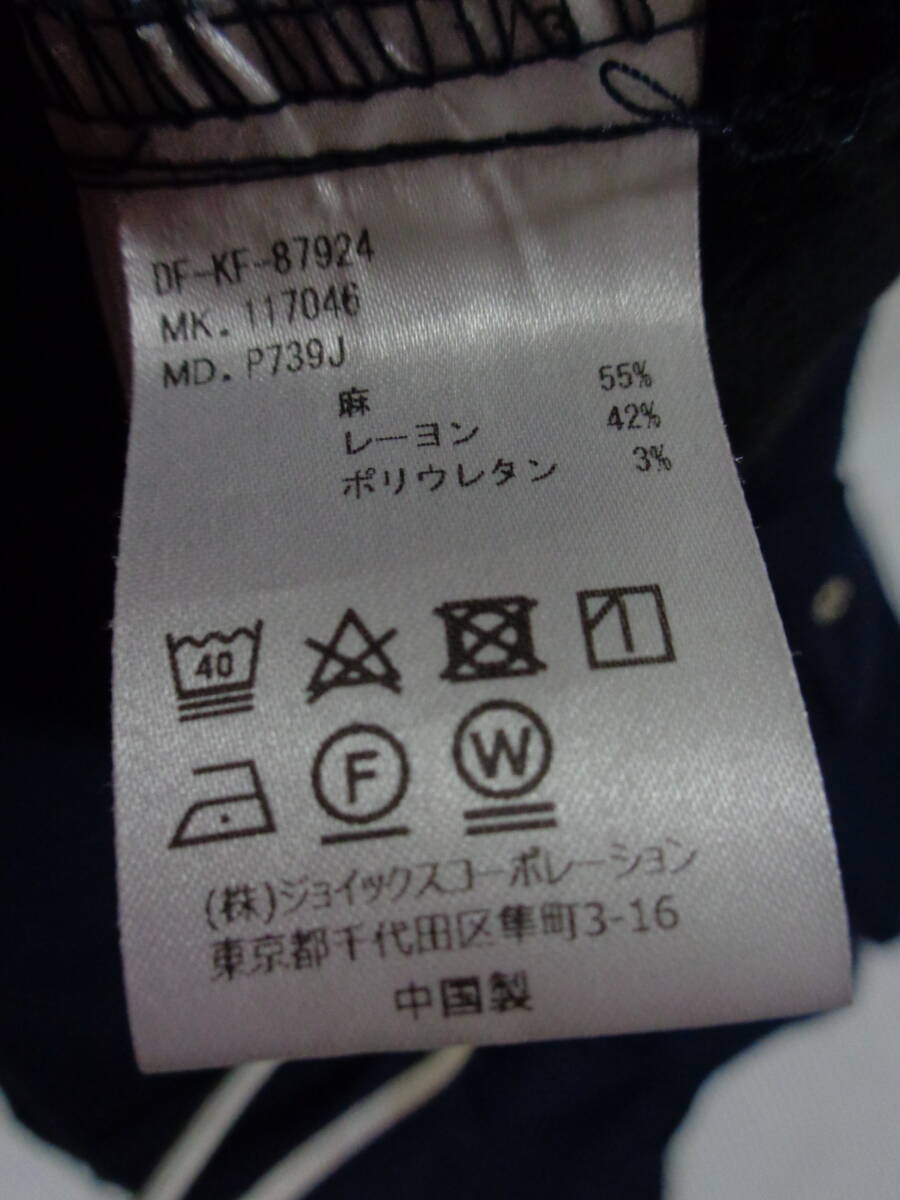 DF-KF-87924
MK. 117046
MD. P739J
麻 55%
レーヨン 42%
ポリウレタン 3%
40
F W
(株)ジョイックスコーポレーション
東京都千代田区隼町3-16
中国製